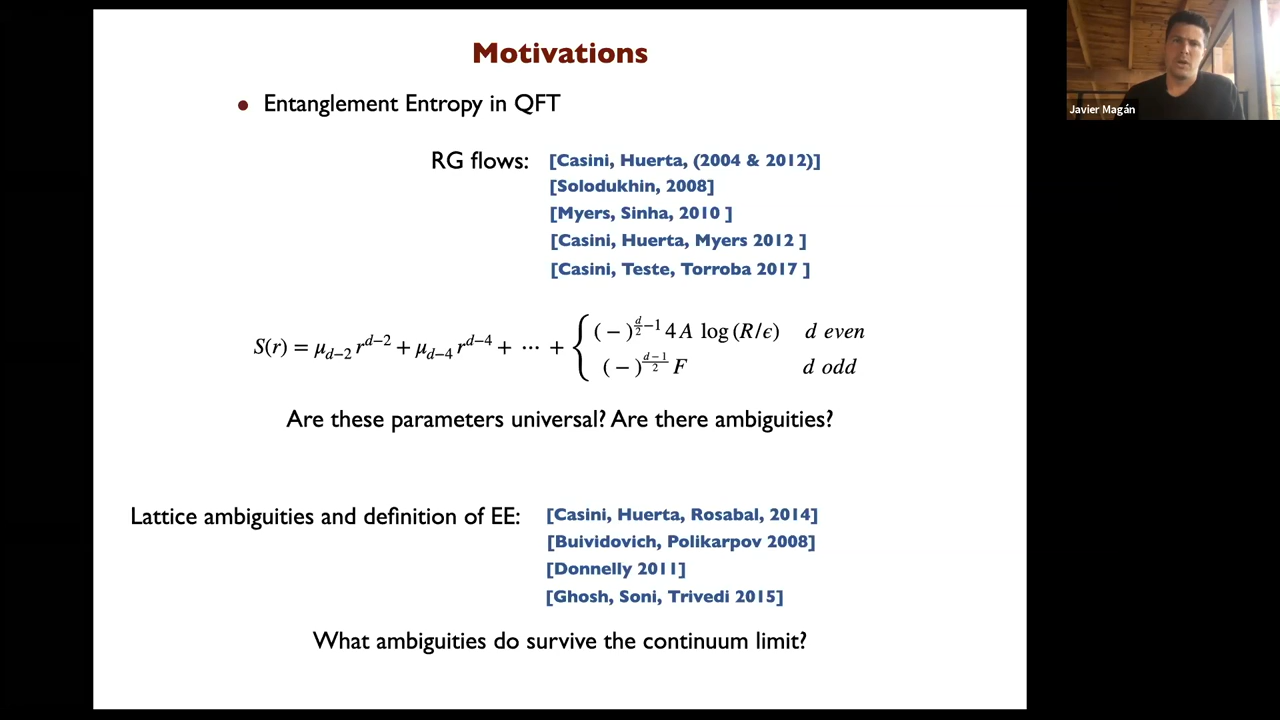 Motivations
• Entanglement Entropy in QFT
RG flows: [Casini, Huerta, (2004 & 2012)]
[Solodukhin, 2008]
[Myers, Sinha, 2010 ]
[Casini, Huerta, Myers 2012 ]
[Casini, Teste, Torroba 2017 ]
S(r) = μ_{d−2} r^{d−2} + μ_{d−4} r^{d−4} + ⋯ + { (−)^{d/2−1} 4 A log (R/ϵ) d even
(−)^{(d−1)/2} F d odd
Are these parameters universal? Are there ambiguities?
Lattice ambiguities and definition of EE: [Casini, Huerta, Rosabal, 2014]
[Buividovich, Polikarpov 2008]
[Donnelly 2011]
[Ghosh, Soni, Trivedi 2015]
What ambiguities do survive the continuum limit?
Javier Magán